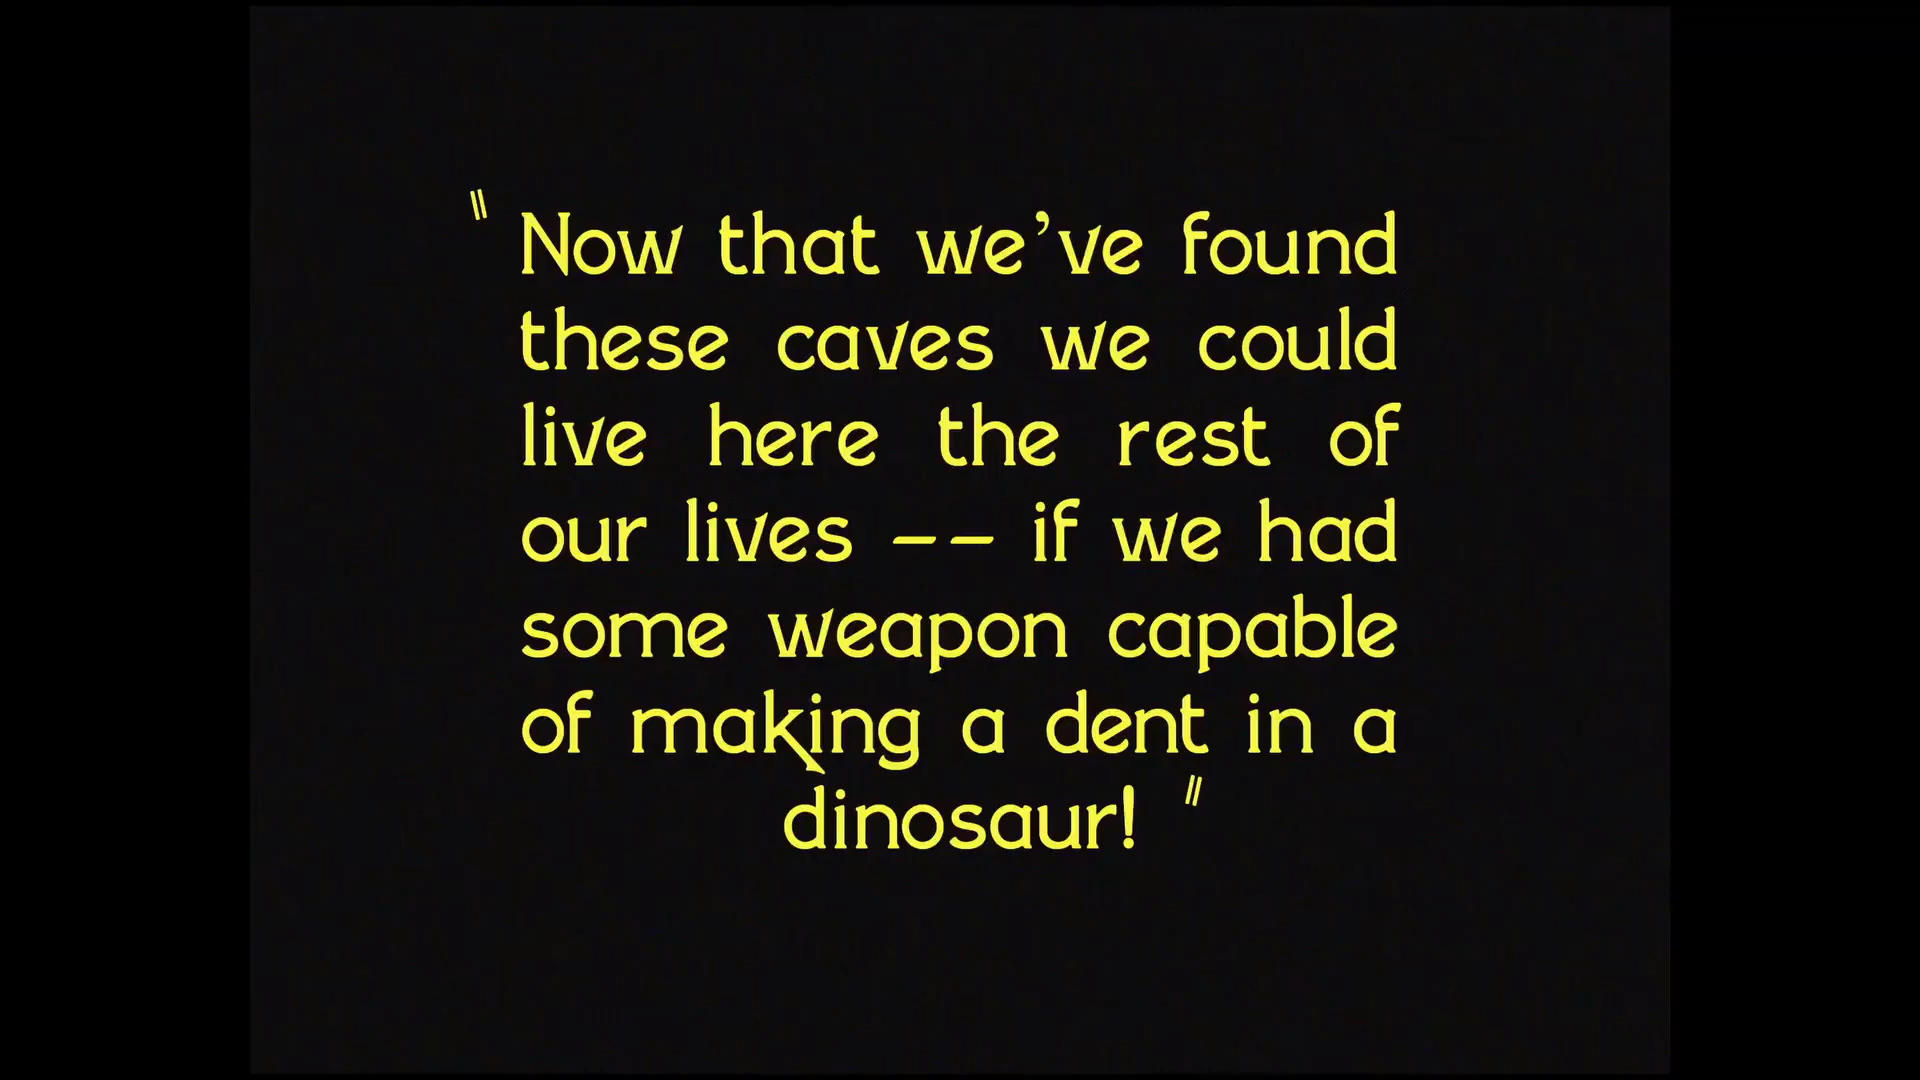 " Now that we’ve found
these caves we could
live here the rest of
our lives -- if we had
some weapon capable
of making a dent in a
dinosaur! "